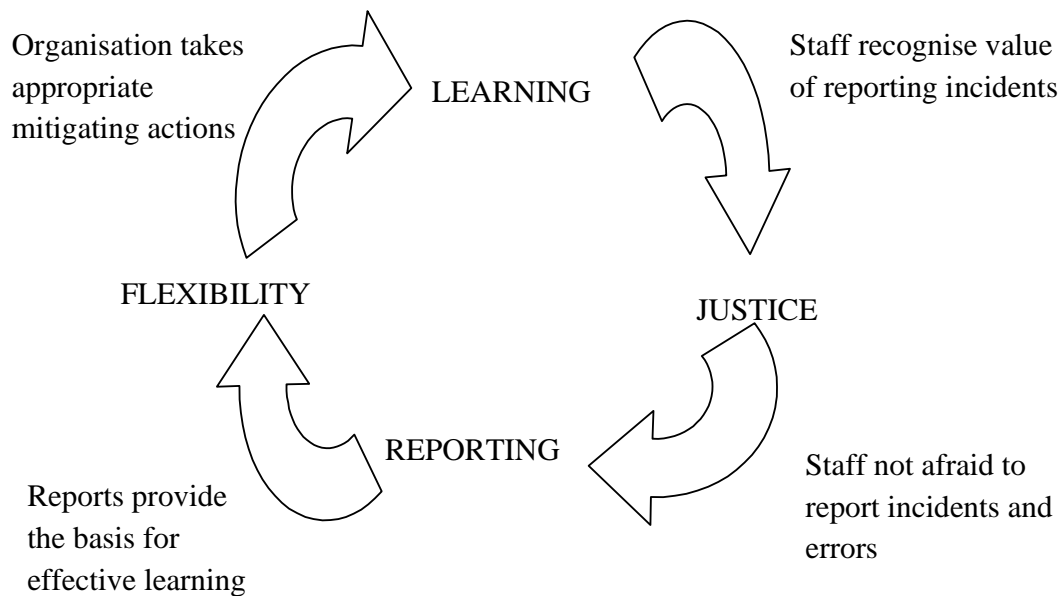 Organisation takes
appropriate
mitigating actions
LEARNING
Staff recognise value
of reporting incidents
FLEXIBILITY
JUSTICE
REPORTING
Reports provide
the basis for
effective learning
Staff not afraid to
report incidents and
errors